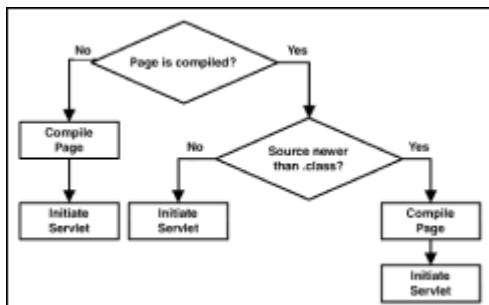 No
Page is compiled?
Yes
Compile
Page
No
Source newer
than .class?
Yes
Initiate
Servlet
Initiate
Servlet
Compile
Page
Initiate
Servlet